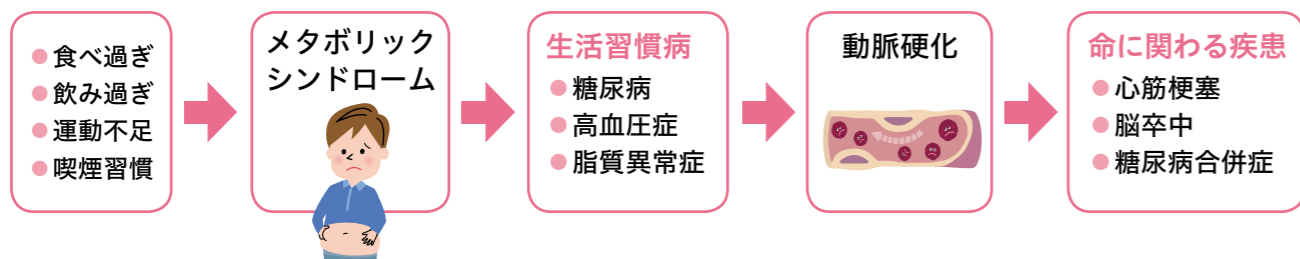 食べ過ぎ
飲み過ぎ
運動不足
喫煙習慣
メタボリック
シンドローム
生活習慣病
糖尿病
高血圧症
脂質異常症
動脈硬化
命に関わる疾患
心筋梗塞
脳卒中
糖尿病合併症